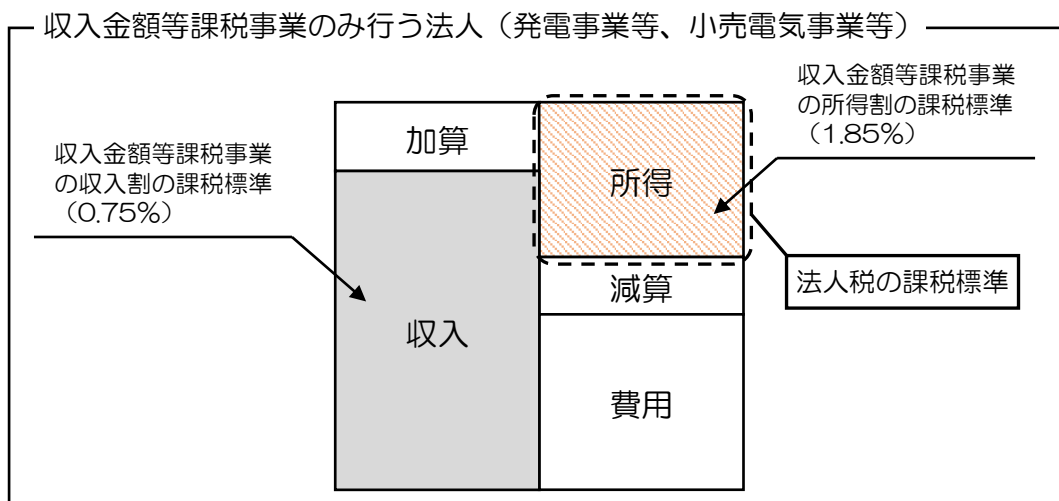 収入金額等課税事業のみ行う法人（発電事業等、小売電気事業等）
収入金額等課税事業
の所得割の課税標準
（1.85%）
加算
収入金額等課税事業
の収入割の課税標準
（0.75%）
所得
法人税の課税標準
減算
収入
費用